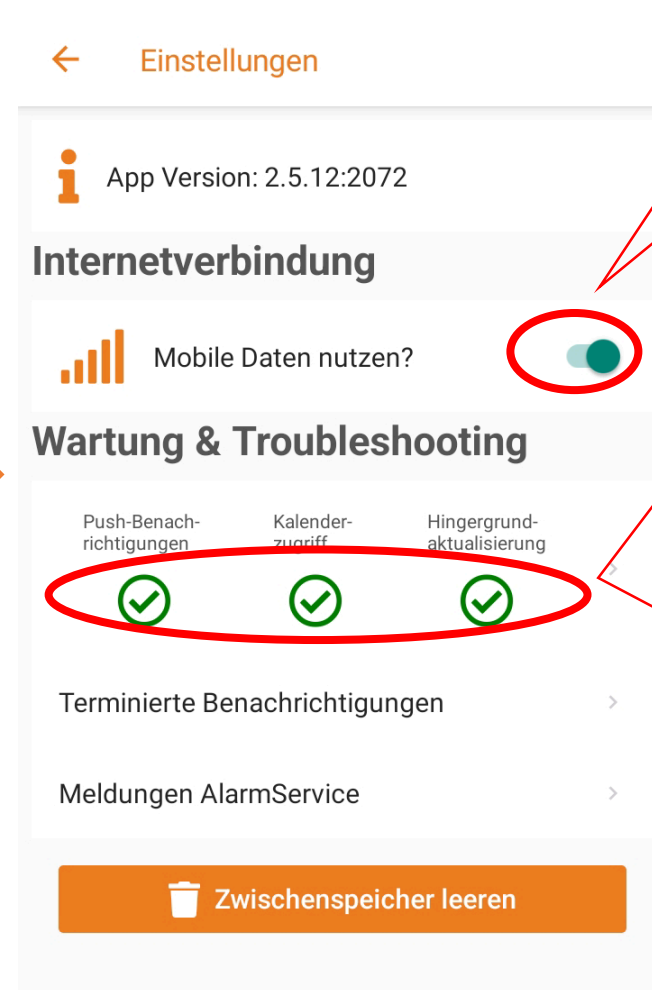 Einstellungen
App Version: 2.5.12:2072
Internetverbindung
Mobile Daten nutzen?
Wartung & Troubleshooting
Push-Benach-
richtigungen
Kalender-
zugriff
Hingergrund-
aktualisierung
Terminierte Benachrichtigungen
Meldungen AlarmService
Zwischenspeicher leeren